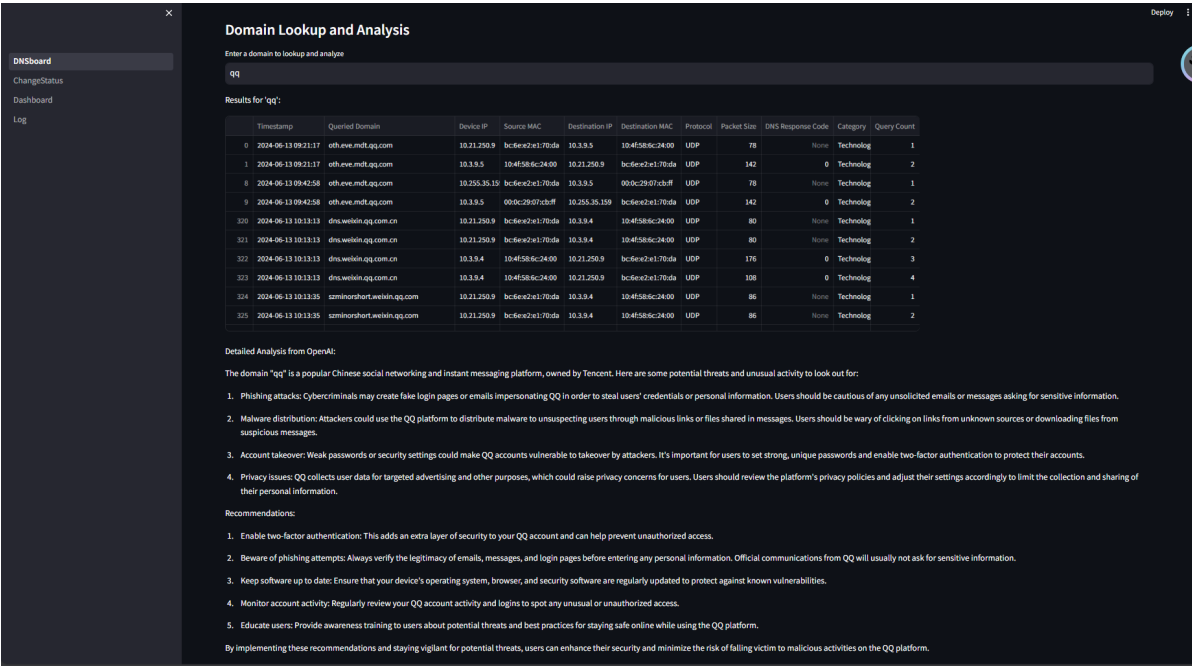 Deploy
Domain Lookup and Analysis
Enter a domain to lookup and analyze
DNSboard
qq
ChangeStatus
Dashboard
Results for 'qq':
Log
Timestamp Queried Domain Device IP Source MAC Destination IP Destination MAC Protocol Packet Size DNS Response Code Category Query Count
0 2024-06-13 09:21:17 oth.eve.mdt.qq.com 10.21.250.9 bc:6e:e2:e1:70:da 10.3.9.5 10:4f:58:6c:24:00 UDP 78 None Technolog 1
1 2024-06-13 09:21:17 oth.eve.mdt.qq.com 10.3.9.5 10:4f:58:6c:24:00 10.21.250.9 bc:6e:e2:e1:70:da UDP 142 0 Technolog 2
8 2024-06-13 09:42:58 oth.eve.mdt.qq.com 10.255.35.15 bc:6e:e2:e1:70:da 10.3.9.5 00:0c:29:07:cb:ff UDP 78 None Technolog 1
9 2024-06-13 09:42:58 oth.eve.mdt.qq.com 10.3.9.5 00:0c:29:07:cb:ff 10.255.35.159 bc:6e:e2:e1:70:da UDP 142 0 Technolog 2
320 2024-06-13 10:13:13 dns.weixin.qq.com.cn 10.21.250.9 bc:6e:e2:e1:70:da 10.3.9.4 10:4f:58:6c:24:00 UDP 80 None Technolog 1
321 2024-06-13 10:13:13 dns.weixin.qq.com.cn 10.21.250.9 bc:6e:e2:e1:70:da 10.3.9.4 10:4f:58:6c:24:00 UDP 80 None Technolog 2
322 2024-06-13 10:13:13 dns.weixin.qq.com.cn 10.3.9.4 10:4f:58:6c:24:00 10.21.250.9 bc:6e:e2:e1:70:da UDP 176 0 Technolog 3
323 2024-06-13 10:13:13 dns.weixin.qq.com.cn 10.3.9.4 10:4f:58:6c:24:00 10.21.250.9 bc:6e:e2:e1:70:da UDP 108 0 Technolog 4
324 2024-06-13 10:13:35 szminorshort.weixin.qq.com 10.21.250.9 bc:6e:e2:e1:70:da 10.3.9.4 10:4f:58:6c:24:00 UDP 86 None Technolog 1
325 2024-06-13 10:13:35 szminorshort.weixin.qq.com 10.21.250.9 bc:6e:e2:e1:70:da 10.3.9.4 10:4f:58:6c:24:00 UDP 86 None Technolog 2
Detailed Analysis from OpenAI:
The domain "qq" is a popular Chinese social networking and instant messaging platform, owned by Tencent. Here are some potential threats and unusual activity to look out for:
1. Phishing attacks: Cybercriminals may create fake login pages or emails impersonating QQ in order to steal users' credentials or personal information. Users should be cautious of any unsolicited emails or messages asking for sensitive information.
2. Malware distribution: Attackers could use the QQ platform to distribute malware to unsuspecting users through malicious links or files shared in messages. Users should be wary of clicking on links from unknown sources or downloading files from
suspicious messages.
3. Account takeover: Weak passwords or security settings could make QQ accounts vulnerable to takeover by attackers. It's important for users to set strong, unique passwords and enable two-factor authentication to protect their accounts.
4. Privacy issues: QQ collects user data for targeted advertising and other purposes, which could raise privacy concerns for users. Users should review the platform's privacy policies and adjust their settings accordingly to limit the collection and sharing of
their personal information.
Recommendations:
1. Enable two-factor authentication: This adds an extra layer of security to your QQ account and can help prevent unauthorized access.
2. Beware of phishing attempts: Always verify the legitimacy of emails, messages, and login pages before entering any personal information. Official communications from QQ will usually not ask for sensitive information.
3. Keep software up to date: Ensure that your device's operating system, browser, and security software are regularly updated to protect against known vulnerabilities.
4. Monitor account activity: Regularly review your QQ account activity and logins to spot any unusual or unauthorized access.
5. Educate users: Provide awareness training to users about potential threats and best practices for staying safe online while using the QQ platform.
By implementing these recommendations and staying vigilant for potential threats, users can enhance their security and minimize the risk of falling victim to malicious activities on the QQ platform.